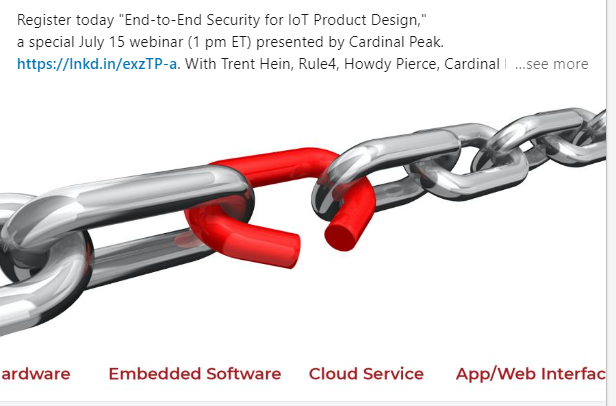 Register today "End-to-End Security for IoT Product Design,"
a special July 15 webinar (1 pm ET) presented by Cardinal Peak.
https://lnkd.in/exzTP-a. With Trent Hein, Rule4, Howdy Pierce, Cardinal ...see more
ardware Embedded Software Cloud Service App/Web Interfac